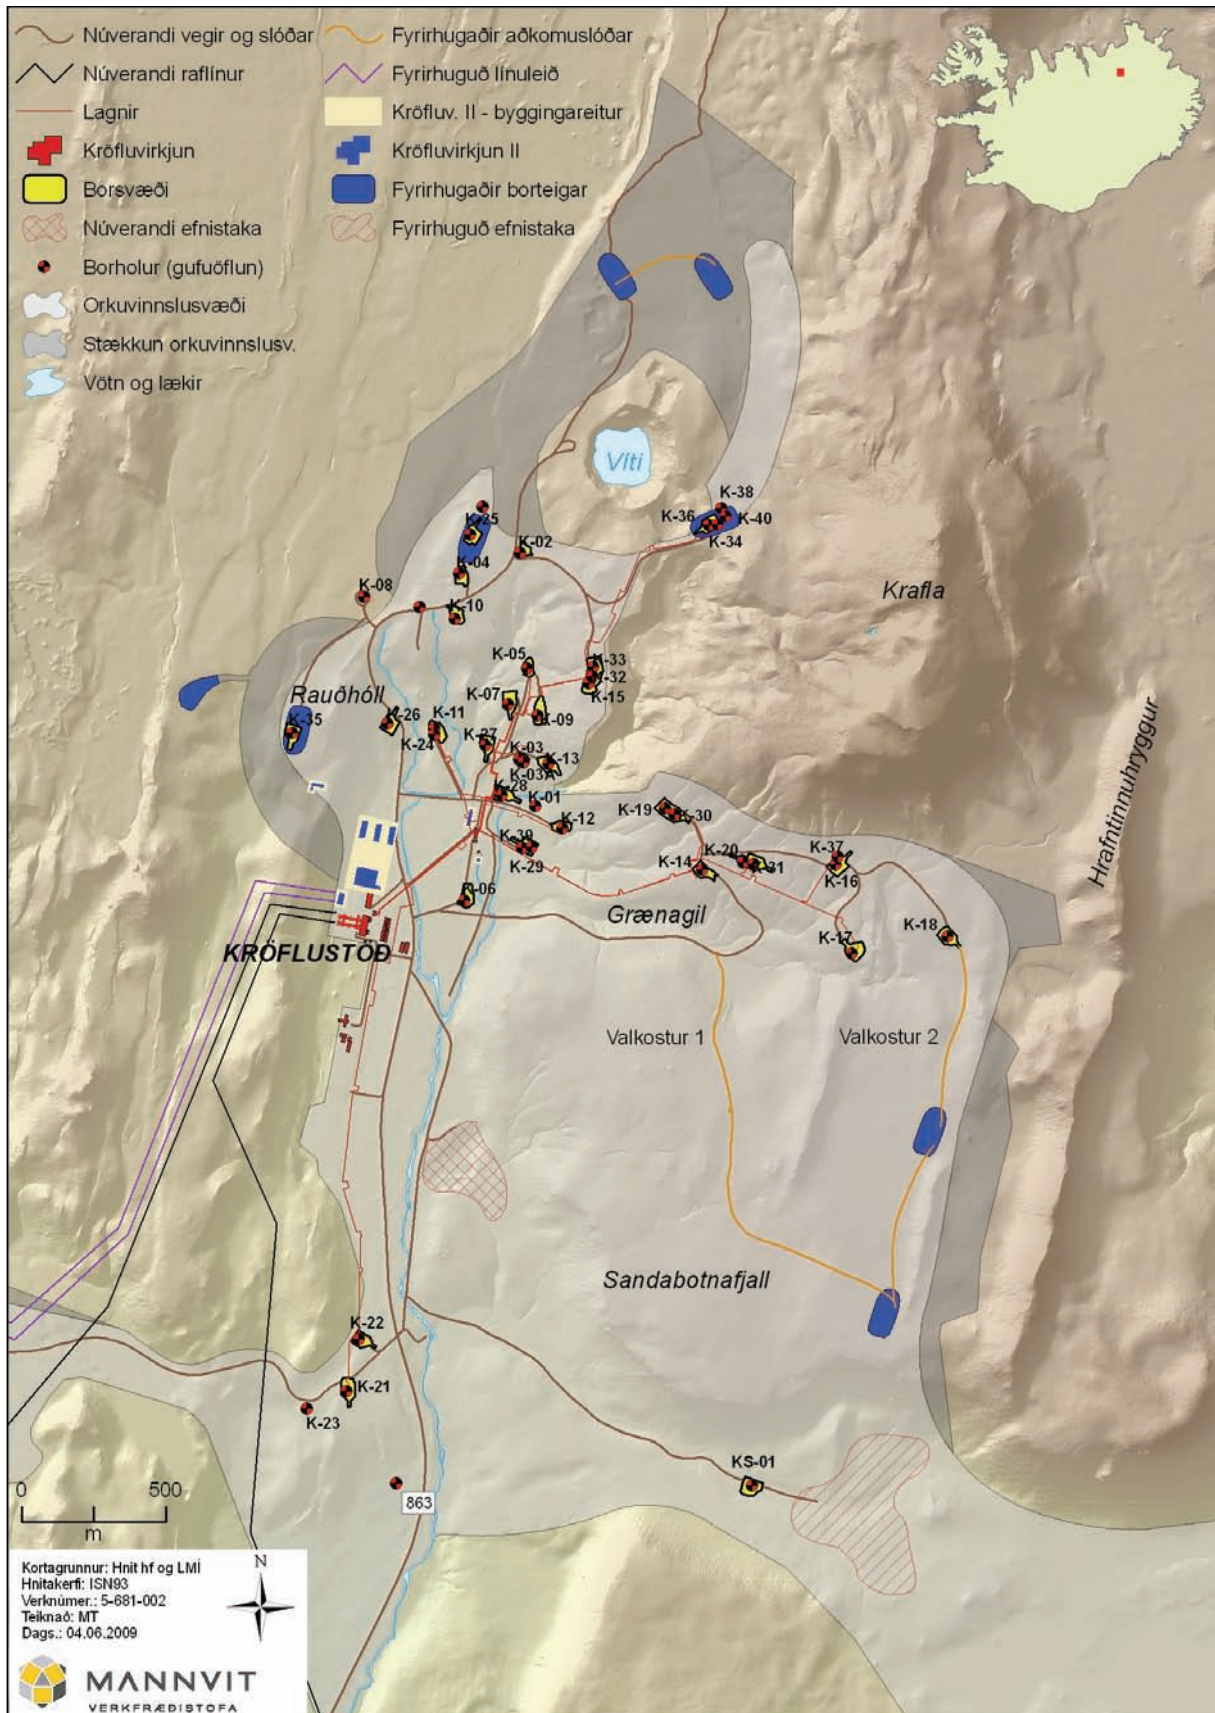 Núverandi vegir og slóðar
Núverandi raflínur
Lagnir
Kröfluvirkjun
Borsvæði
Núverandi efnistaka
Borholur (gufuöflun)
Orkuvinnslusvæði
Stækkun orkuvinnslusv.
Vötn og lækir
Fyrirhugaðir aðkomuslóðar
Fyrirhuguð línuleið
Kröfluv. II - byggingareitur
Kröfluvirkjun II
Fyrirhugaðir borteigar
Fyrirhuguð efnistaka
Víti
K-38
K-36
K-40
K-34
K-25
K-02
K-04
K-08
K-10
Krafla
K-05
K-33
K-32
K-15
Rauðhóll
K-07
K-09
K-35
K-26
K-11
K-24
K-27
K-03
K-13
K-03A
K-28
K-01
K-12
K-19
K-30
K-39
K-29
K-20
K-31
K-14
K-37
K-16
K-06
Grænagil
K-18
K-17
Hrafntinnuhryggur
KRÖFLUSTÖÐ
Valkostur 1
Valkostur 2
Sandabotnafjall
K-22
K-21
K-23
KS-01
863
0 500
m
N
Kortagrunnur: Hnit hf og LMÍ
Hnitakerfi: ISN93
Verknúmer.: 5-681-002
Teiknað: MT
Dags.: 04.06.2009
MANNVIT
VERKFRÆÐISTOFA